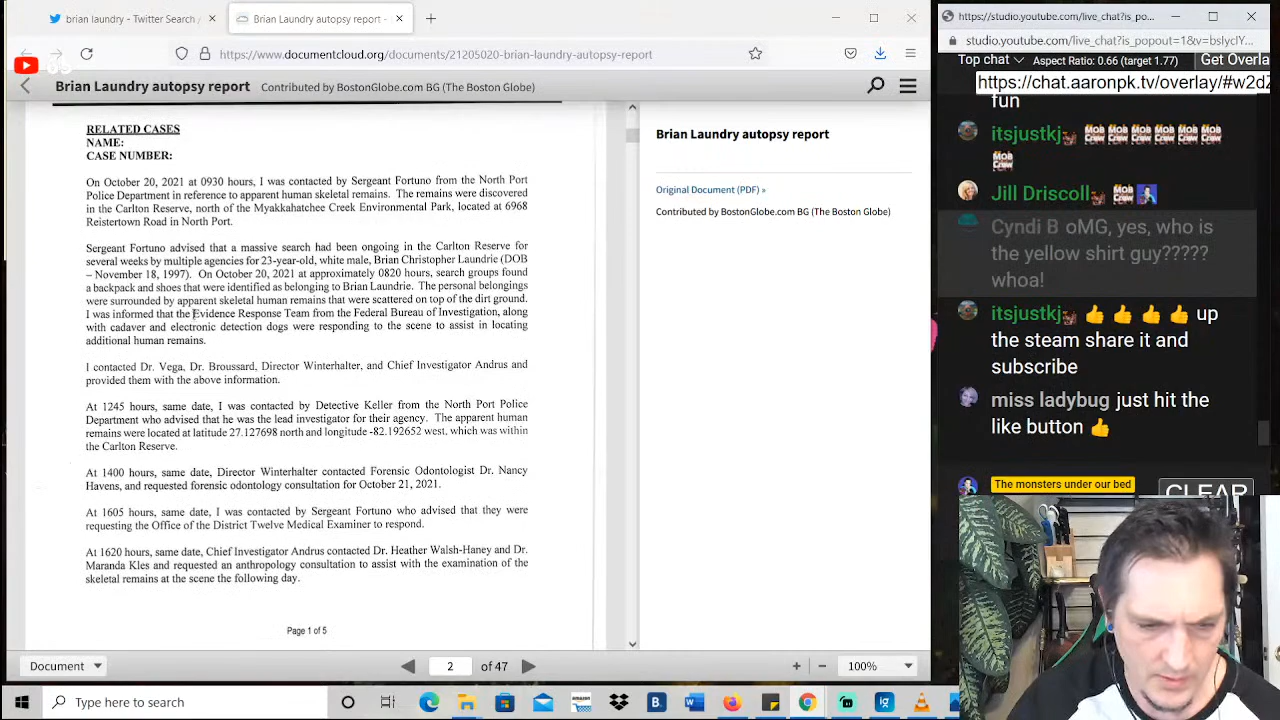 brian laundry - Twitter Search /
Brian Laundry autopsy report -
https://www.documentcloud.org/documents/
-brian-laundry-autopsy-report
Brian Laundry autopsy report
Contributed by BostonGlobe.com BG (The Boston Globe)
RELATED CASES
NAME:
CASE NUMBER:
On October 20, 2021 at 0930 hours, I was contacted by Sergeant Fortuno from the North Port
Police Department in reference to apparent human skeletal remains. The remains were discovered
in the Carlton Reserve, north of the Myakkahatchee Creek Environmental Park, located at 6968
Reistertown Road in North Port.
Sergeant Fortuno advised that a massive search had been ongoing in the Carlton Reserve for
several weeks by multiple agencies for 23-year-old, white male, Brian Christopher Laundrie (DOB
– November 18, 1997). On October 20, 2021 at approximately 0820 hours, search groups found
a backpack and shoes that were identified as belonging to Brian Laundrie. The personal belongings
were surrounded by apparent skeletal human remains that were scattered on top of the dirt ground.
I was informed that the Evidence Response Team from the Federal Bureau of Investigation, along
with cadaver and electronic detection dogs were responding to the scene to assist in locating
additional human remains.
I contacted Dr. Vega, Dr. Broussard, Director Winterhalter, and Chief Investigator Andrus and
provided them with the above information.
At 1245 hours, same date, I was contacted by Detective Keller from the North Port Police
Department who advised that he was the lead investigator for their agency. The apparent human
remains were located at latitude 27.127698 north and longitude -82.192652 west, which was within
the Carlton Reserve.
At 1400 hours, same date, Director Winterhalter contacted Forensic Odontologist Dr. Nancy
Havens, and requested forensic odontology consultation for October 21, 2021.
At 1605 hours, same date, I was contacted by Sergeant Fortuno who advised that they were
requesting the Office of the District Twelve Medical Examiner to respond.
At 1620 hours, same date, Chief Investigator Andrus contacted Dr. Heather Walsh-Haney and Dr.
Maranda Kles and requested an anthropology consultation to assist with the examination of the
skeletal remains at the scene the following day.
Page 1 of 5
Brian Laundry autopsy report
Original Document (PDF) »
Contributed by BostonGlobe.com BG (The Boston Globe)
Document
2
of 47
100%
Type here to search
https://studio.youtube.com/live_chat?is_po...
studio.youtube.com/live_chat?is_popout=1&v=bslycIY...
Top chat
Aspect Ratio: 0.66 (target 1.77)
Get Overla
https://chat.aaronpk.tv/overlay/#w2dZ
fun
itsjustkj
Jill Driscoll
Cyndi B oMG, yes, who is
the yellow shirt guy?????
whoa!
itsjustkj 👍 👍 👍 👍 up
the steam share it and
subscribe
miss ladybug just hit the
like button 👍
The monsters under our bed
CLEAR